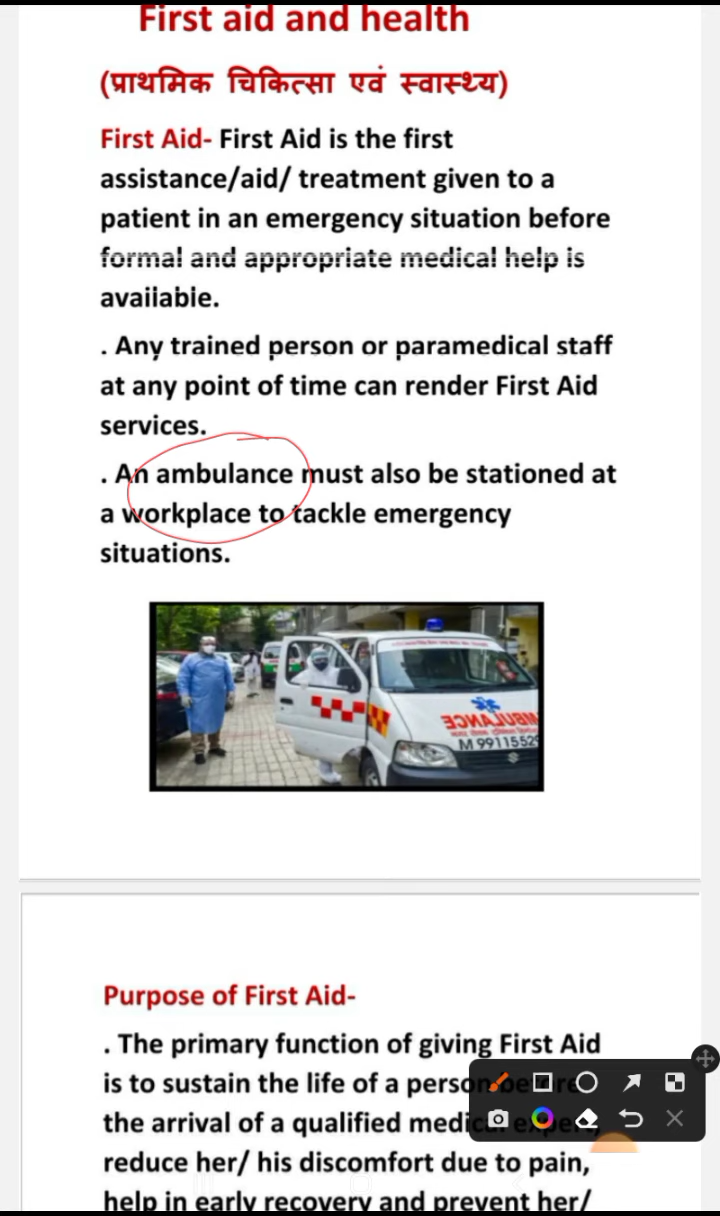 First aid and health
(प्राथमिक चिकित्सा एवं स्वास्थ्य)
First Aid- First Aid is the first
assistance/aid/ treatment given to a
patient in an emergency situation before
formal and appropriate medical help is
available.
. Any trained person or paramedical staff
at any point of time can render First Aid
services.
. An ambulance must also be stationed at
a workplace to tackle emergency
situations.
AMBULAN
M 9911552
Purpose of First Aid-
. The primary function of giving First Aid
is to sustain the life of a person before
the arrival of a qualified medical expert,
reduce her/ his discomfort due to pain,
help in early recovery and prevent her/